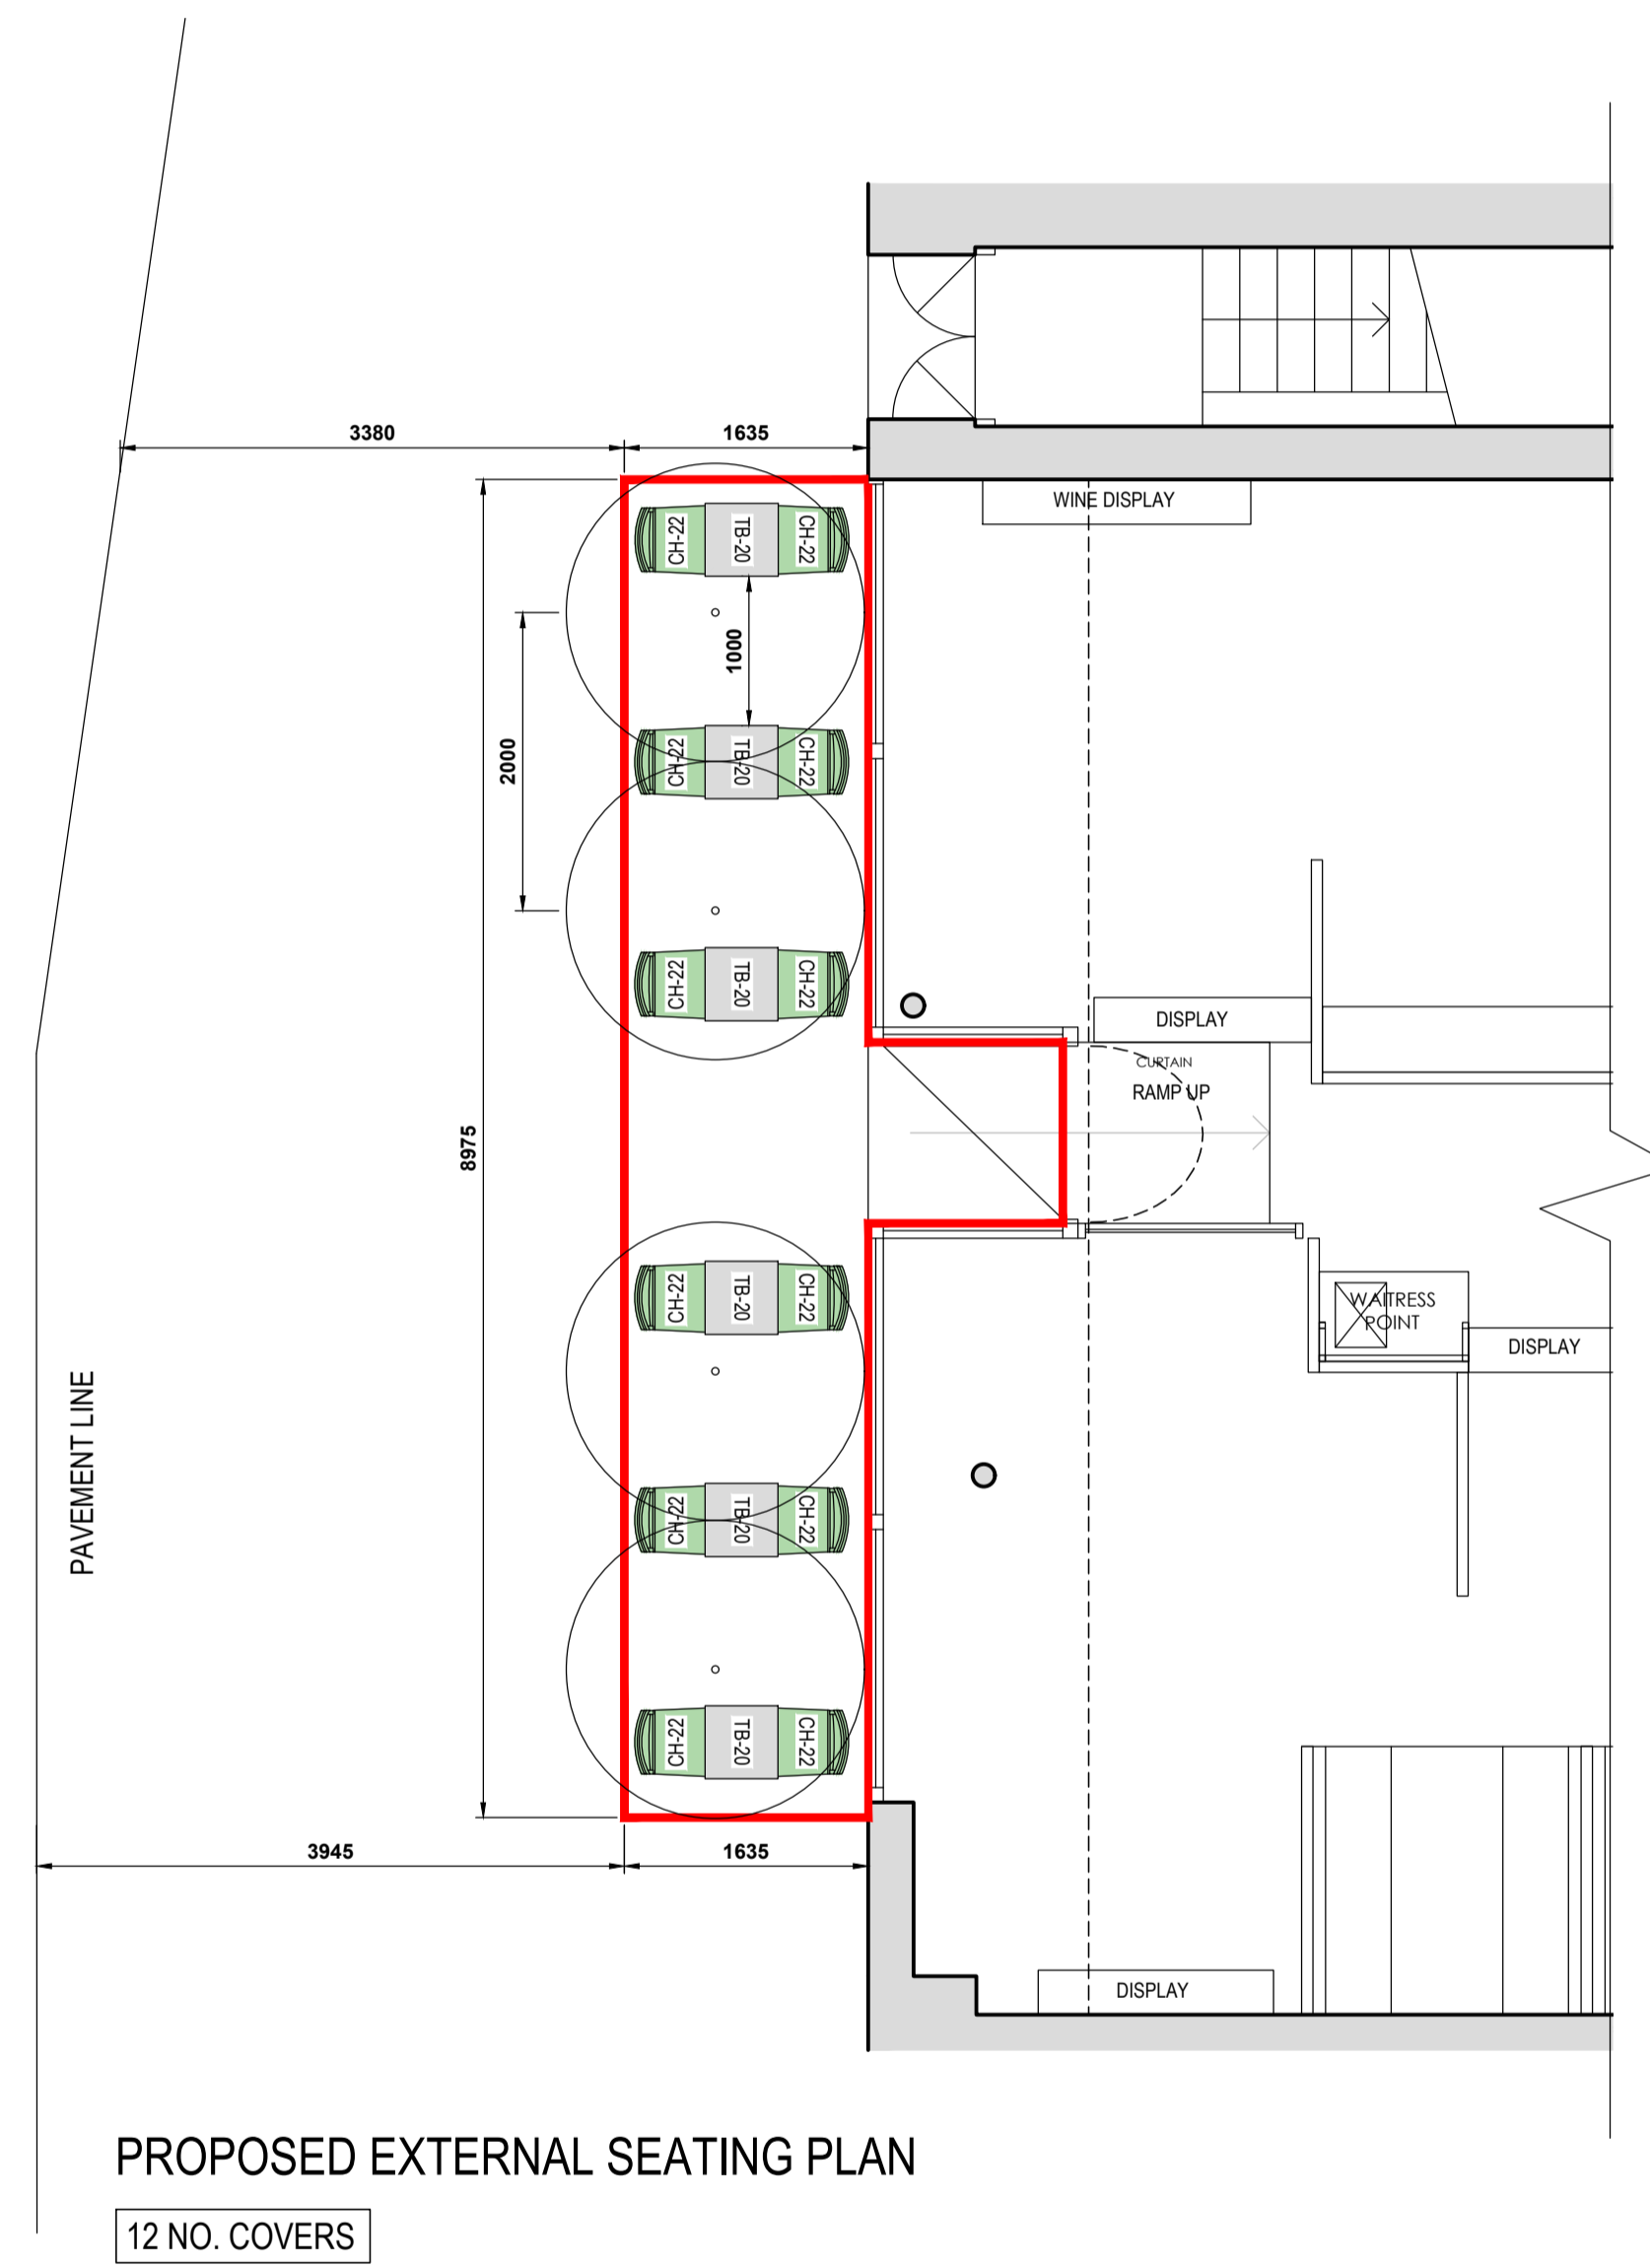 3380
1635
WINE DISPLAY
CH-22
TB-20
CH-22
1000
2000
CH-22
TB-20
CH-22
CH-22
TB-20
CH-22
DISPLAY
CURTAIN
RAMP UP
8975
CH-22
TB-20
CH-22
WAITRESS
POINT
DISPLAY
PAVEMENT LINE
CH-22
TB-20
CH-22
CH-22
TB-20
CH-22
3945
1635
DISPLAY
PROPOSED EXTERNAL SEATING PLAN
12 NO. COVERS